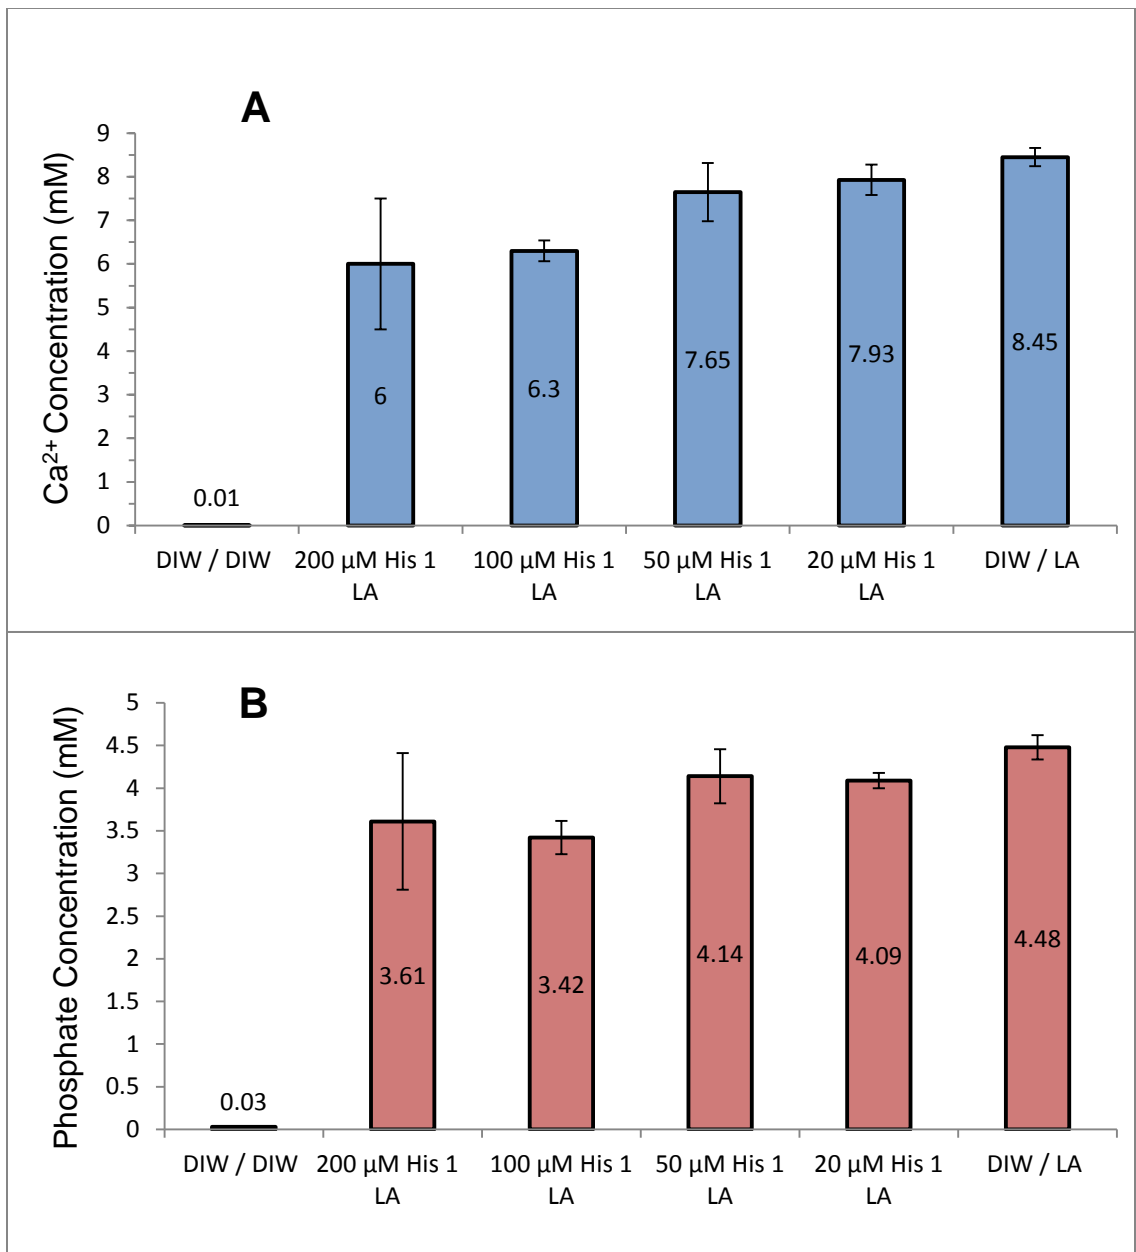 A
Ca²⁺ Concentration (mM)
9
8
7
6
5
4
3
2
1
0
0.01
6
6.3
7.65
7.93
8.45
DIW / DIW
200 µM His 1
LA
100 µM His 1
LA
50 µM His 1
LA
20 µM His 1
LA
DIW / LA
B
Phosphate Concentration (mM)
5
4.5
4
3.5
3
2.5
2
1.5
1
0.5
0
0.03
3.61
3.42
4.14
4.09
4.48
DIW / DIW
200 µM His 1
LA
100 µM His 1
LA
50 µM His 1
LA
20 µM His 1
LA
DIW / LA